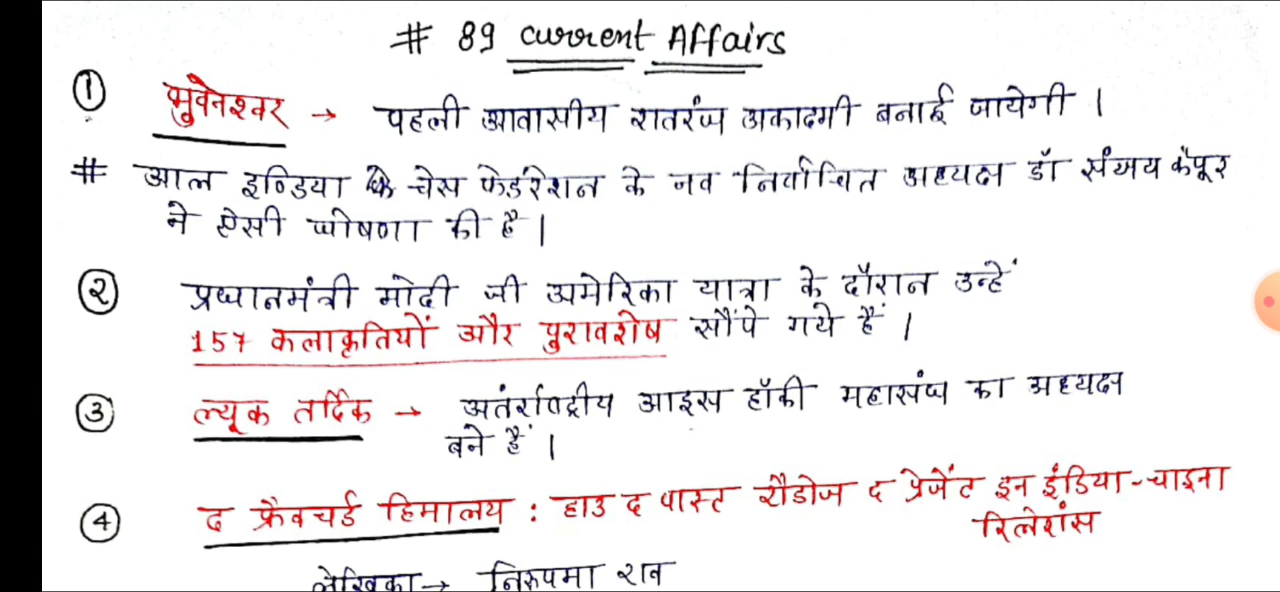 # 89 current Affairs
① भुवनेश्वर → पहली आवासीय शतरंज अकादमी बनाई जायेगी ।
# आल इण्डिया चेस फेडरेशन के नव निर्वाचित अध्यक्ष डॉ संजय कपूर
ने ऐसी घोषणा की है ।
② प्रधानमंत्री मोदी जी अमेरिका यात्रा के दौरान उन्हें
157 कलाकृतियों और पुरावशेष सौंपे गये हैं ।
③ ल्यूक तर्दिफ → अतंर्राष्ट्रीय आइस हॉकी महासंघ का अध्यक्ष
बने हैं ।
④ द फ्रैक्चर्ड हिमालय : हाउ द पास्ट शैडोज द प्रेजेंट इन इंडिया-चाइना
रिलेशंस
लेखिका → निरुपमा राव